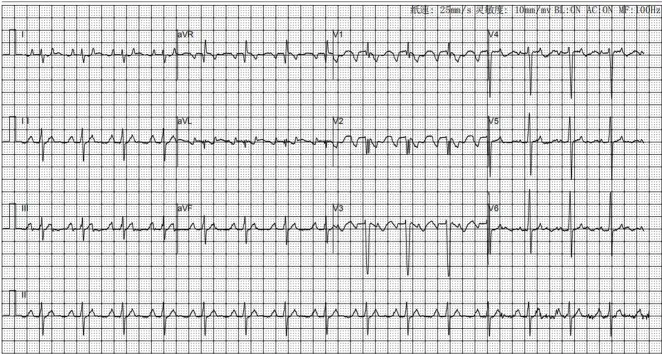 纸速: 25mm/s 灵敏度: 10mm/mv BL:ON AC:ON MF:100Hz
I aVR V1 V4
II aVL V2 V5
III aVF V3 V6
II